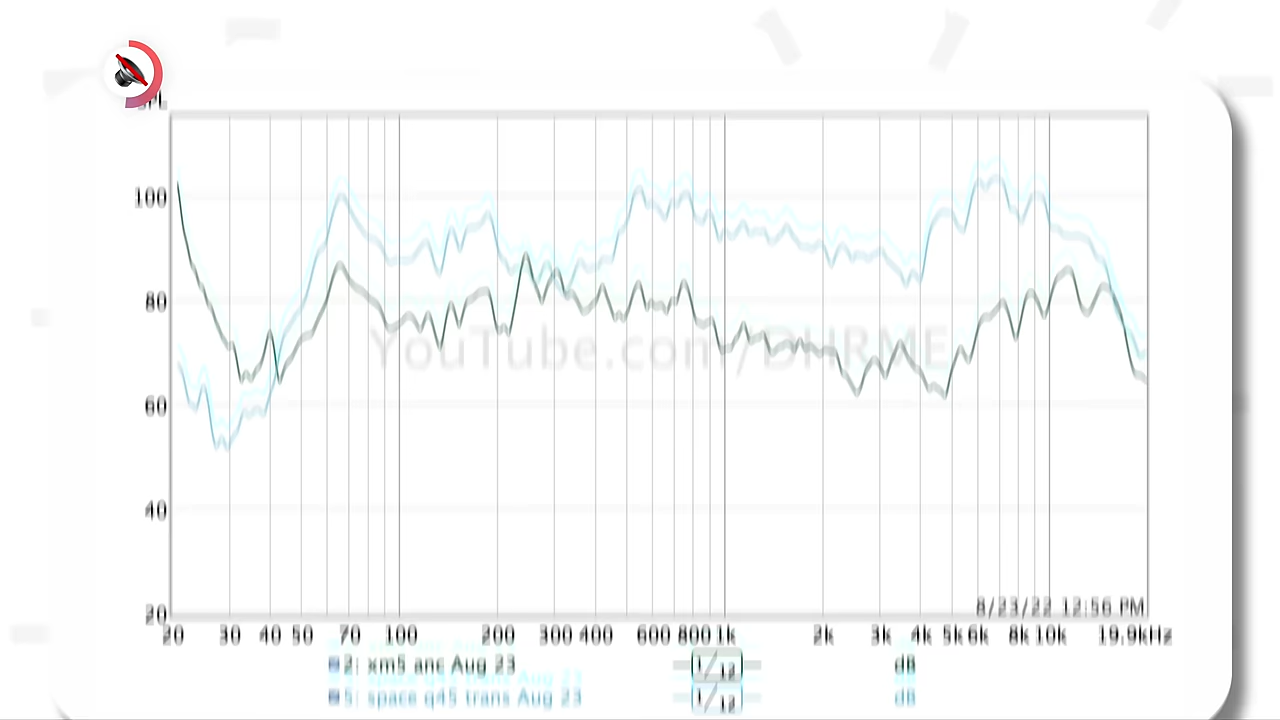 SPL
100
80
60
40
20
YouTube.com/DHRME
8/23/22 12:56 PM
20 30 40 50 70 100 200 300 400 600 800 1k 2k 3k 4k 5k 6k 8k 10k 19.9kHz
2: xm5 anc Aug 23 1/12 dB
5: space q45 trans Aug 23 1/12 dB